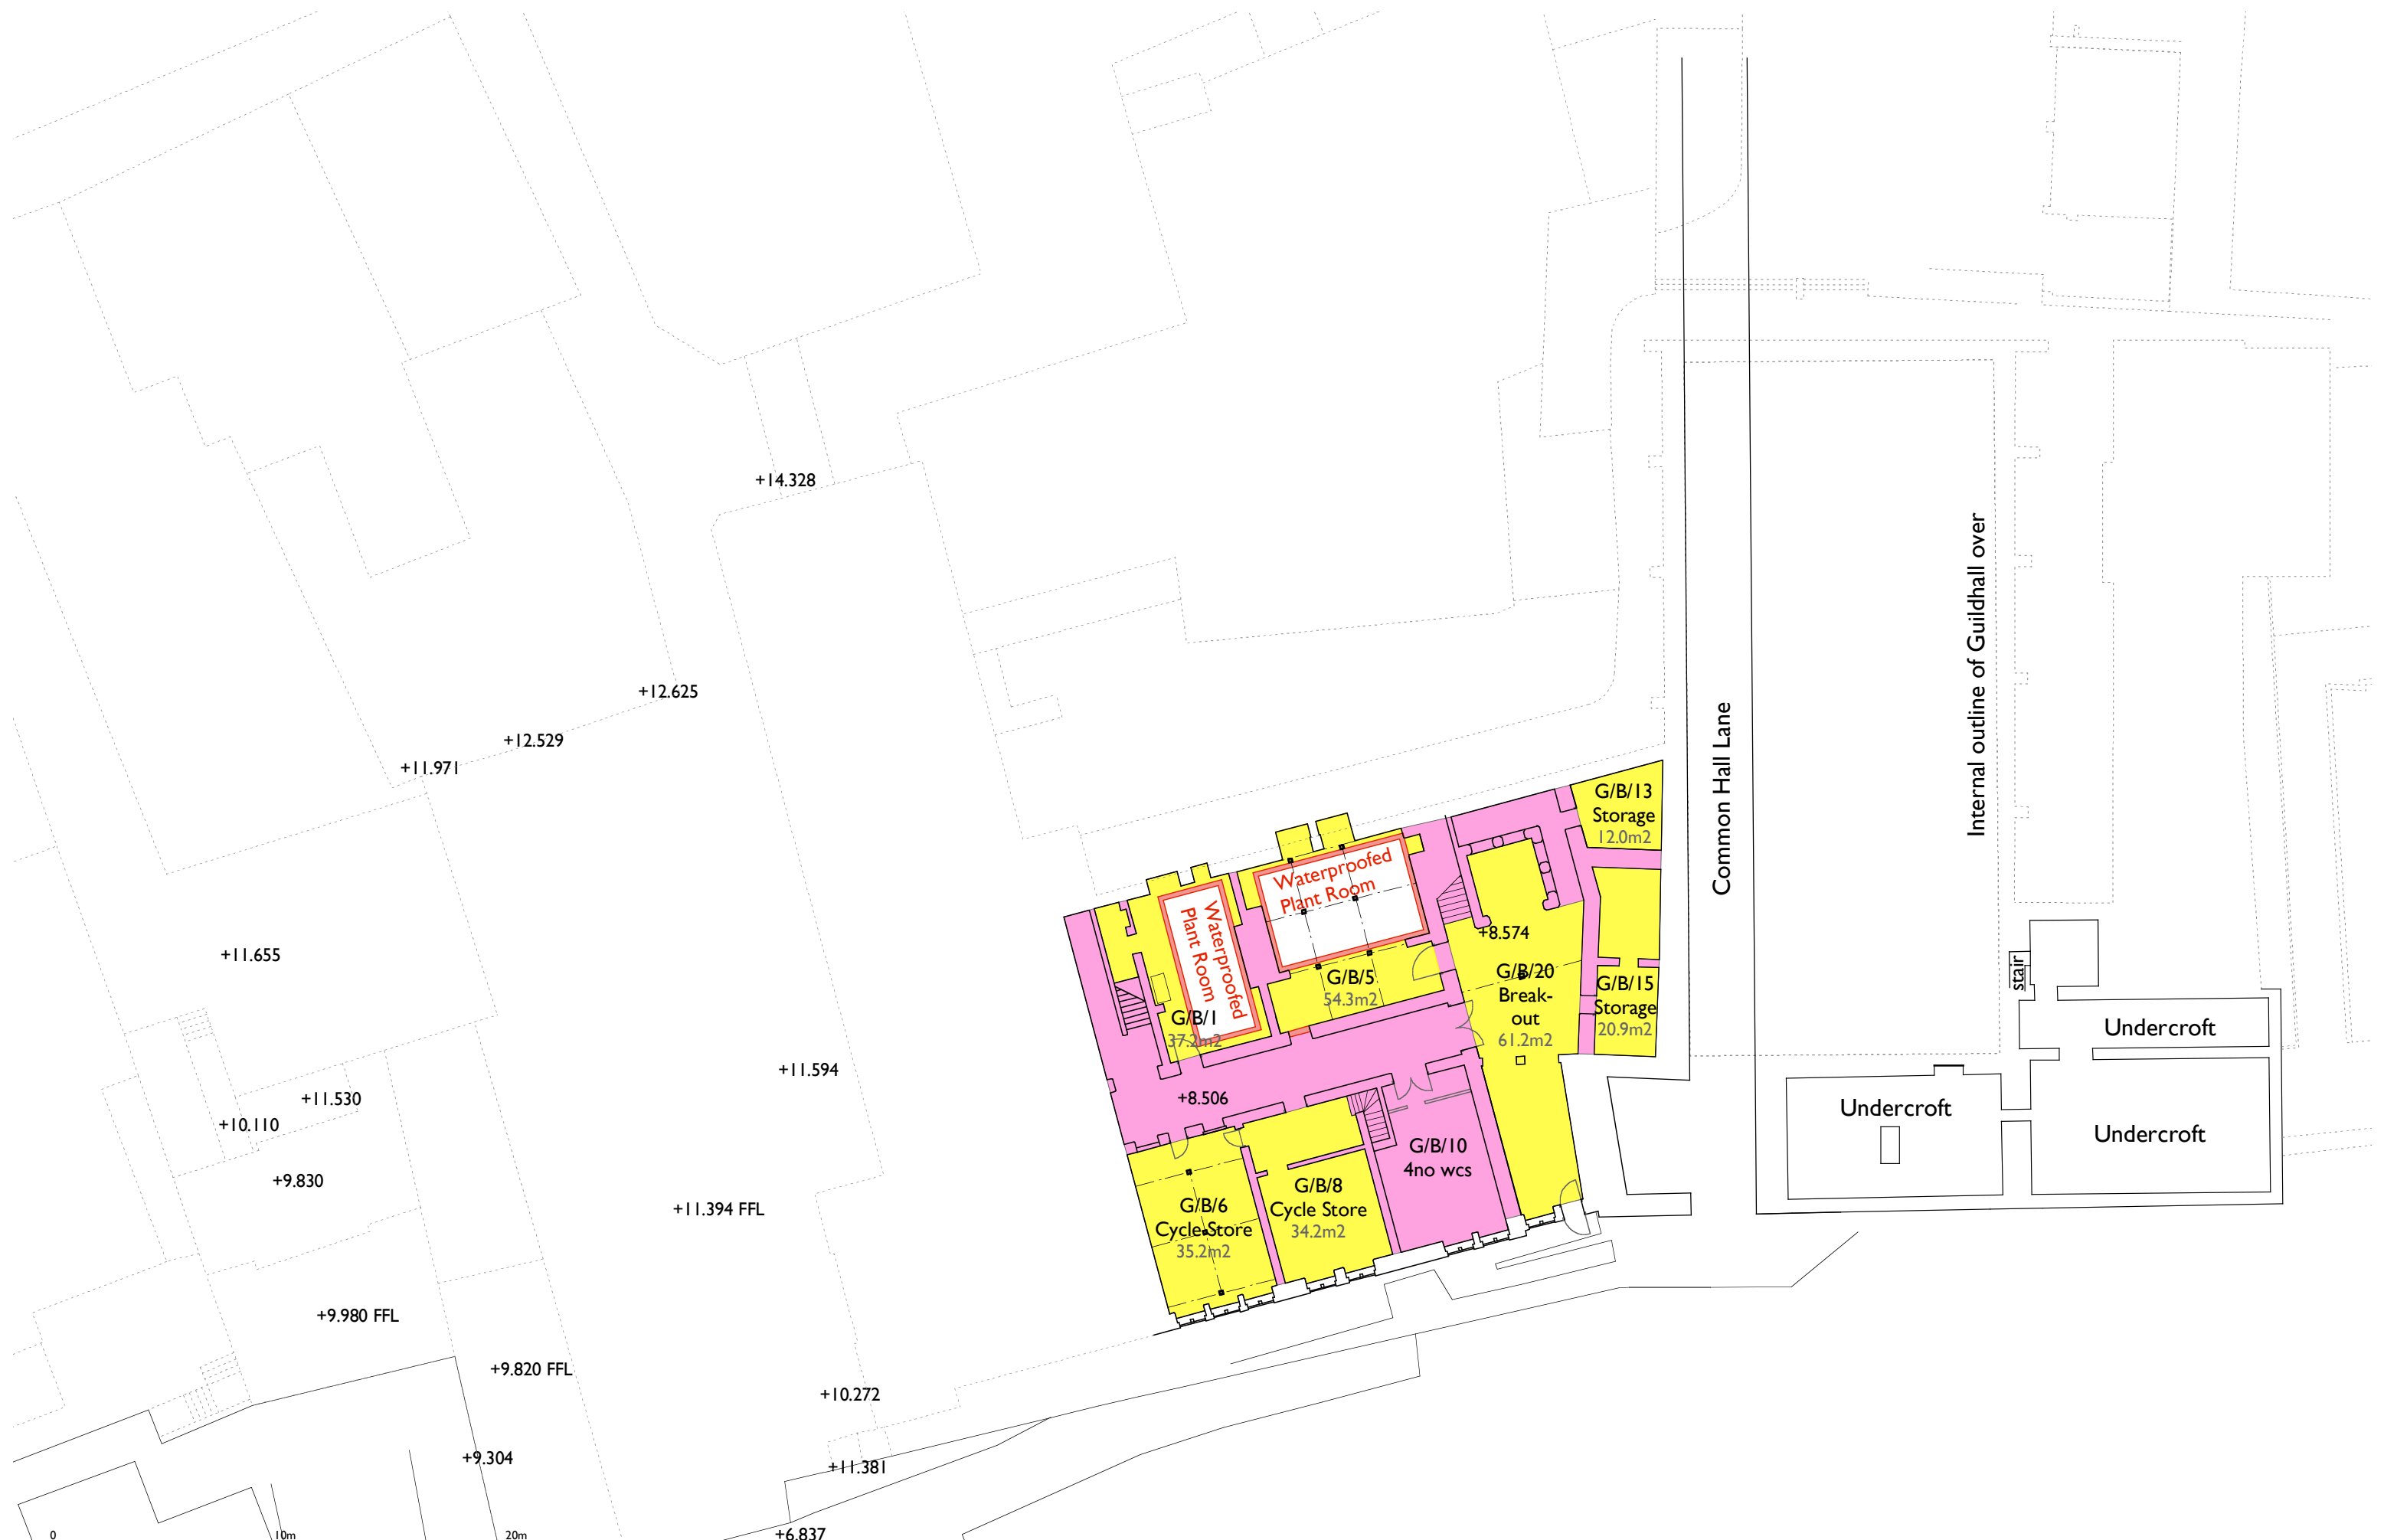 +14.328
+12.625
+12.529
+11.971
+11.655
+11.594
+11.530
+10.110
+9.830
+11.394 FFL
+9.980 FFL
+9.820 FFL
+10.272
+9.304
+11.381
+6.837
0
10m
20m
Waterproofed
Plant Room
G/B/1
37.2m2
Waterproofed
Plant Room
G/B/5
54.3m2
+8.506
G/B/6
Cycle Store
35.2m2
G/B/8
Cycle Store
34.2m2
G/B/10
4no wcs
+8.574
G/B/20
Break-
out
61.2m2
G/B/13
Storage
12.0m2
G/B/15
Storage
20.9m2
Common Hall Lane
Internal outline of Guildhall over
stair
Undercroft
Undercroft
Undercroft